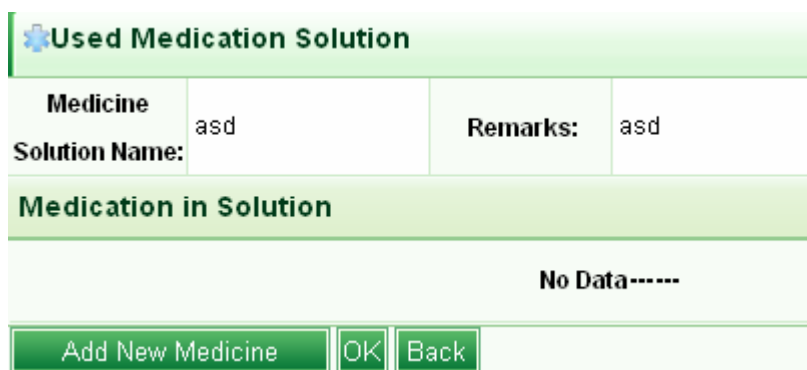 Used Medication Solution
Medicine
Solution Name:
asd
Remarks:
asd
Medication in Solution
No Data------
Add New Medicine
OK
Back